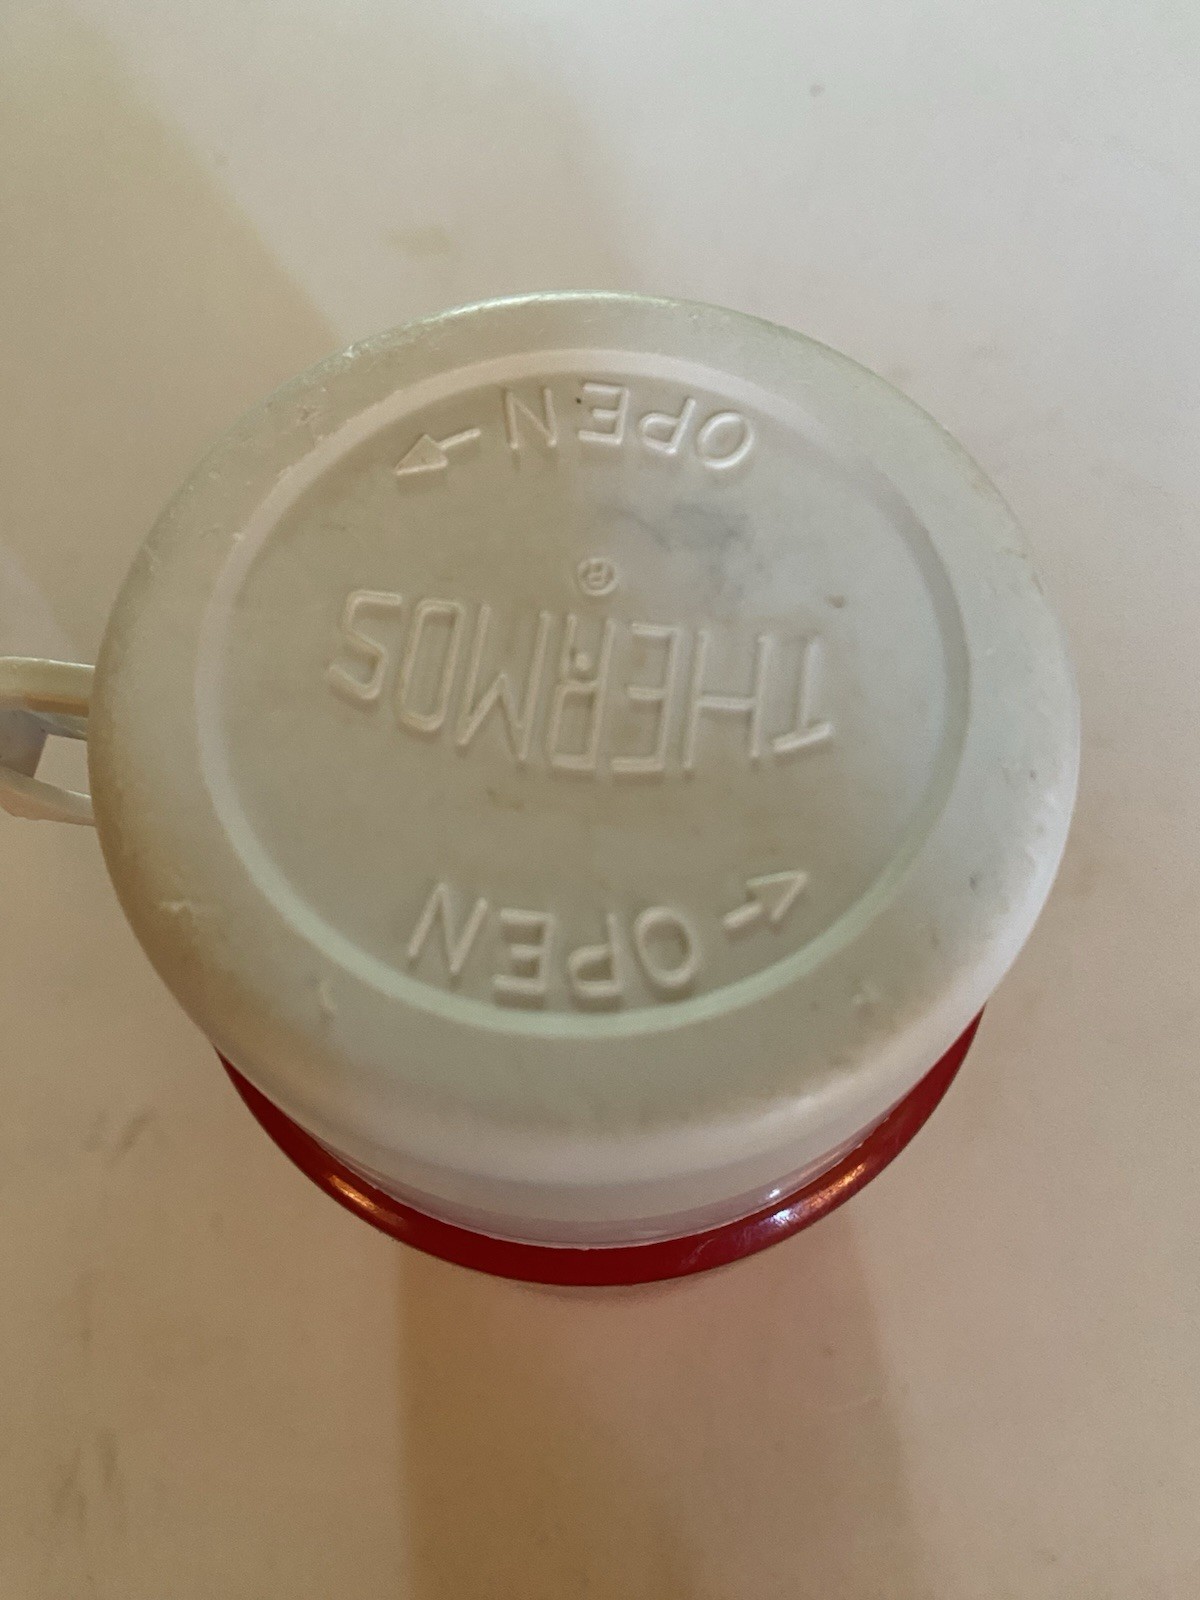 ← OPEN
THERMOS
®
OPEN →